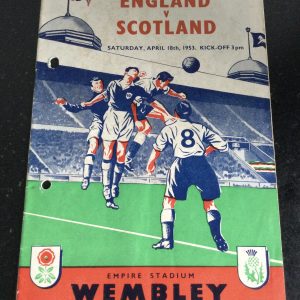 ENGLAND
V
SCOTLAND
SATURDAY, APRIL 18th, 1953. KICK-OFF 3pm
8
EMPIRE STADIUM
WEMBLEY